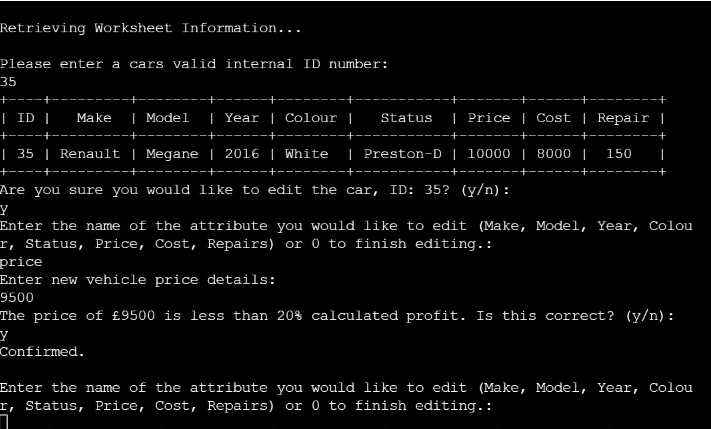 Retrieving Worksheet Information...
Please enter a cars valid internal ID number:
35
+----+---------+--------+------+--------+-----------+-------+------+--------+
| ID |   Make  | Model  | Year | Colour |   Status  | Price | Cost | Repair |
+----+---------+--------+------+--------+-----------+-------+------+--------+
| 35 | Renault | Megane | 2016 | White  | Preston-D | 10000 | 8000 |  150   |
+----+---------+--------+------+--------+-----------+-------+------+--------+
Are you sure you would like to edit the car, ID: 35? (y/n):
y
Enter the name of the attribute you would like to edit (Make, Model, Year, Colou
r, Status, Price, Cost, Repairs) or 0 to finish editing.:
price
Enter new vehicle price details:
9500
The price of £9500 is less than 20% calculated profit. Is this correct? (y/n):
y
Confirmed.
Enter the name of the attribute you would like to edit (Make, Model, Year, Colou
r, Status, Price, Cost, Repairs) or 0 to finish editing.: